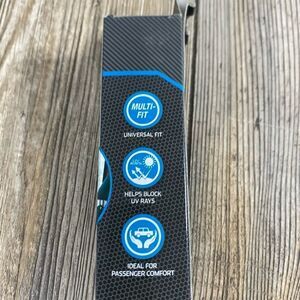 MULTI-
FIT
UNIVERSAL FIT
HELPS BLOCK
UV RAYS
IDEAL FOR
PASSENGER COMFORT